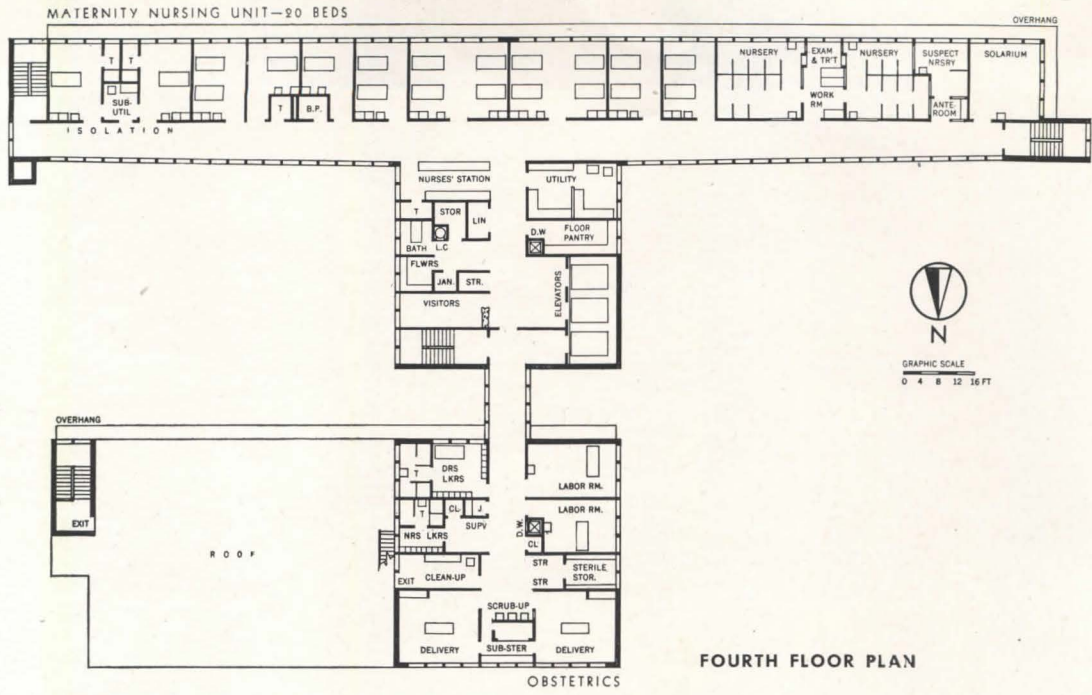 MATERNITY NURSING UNIT—20 BEDS
OVERHANG
T T
SUB-
UTIL
ISOLATION
T
B.P.
NURSERY
EXAM
& TR'T
NURSERY
SUSPECT
NRSRY
SOLARIUM
WORK
RM
ANTE-
ROOM
NURSES' STATION
UTILITY
T
STOR
LIN
BATH
L.C
D.W
FLOOR
PANTRY
FLWRS
JAN.
STR.
VISITORS
ELEVATORS
N
GRAPHIC SCALE
0 4 8 12 16 FT
OVERHANG
EXIT
ROOF
T
DRS
LKRS
LABOR RM.
T
CL
J.
SUPV
NRS LKRS
D.W.
CL
LABOR RM.
EXIT
CLEAN-UP
STR
STR
STERILE
STOR.
SCRUB-UP
DELIVERY
SUB-STER
DELIVERY
OBSTETRICS
FOURTH FLOOR PLAN